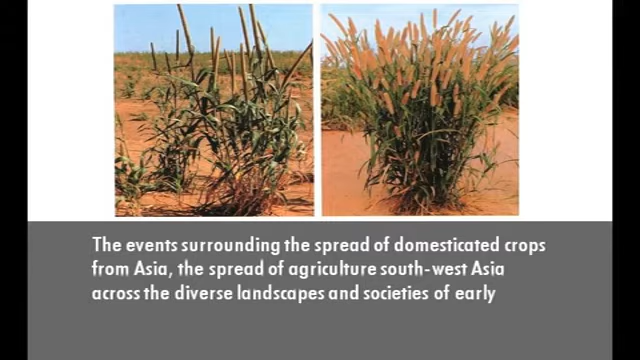 The events surrounding the spread of domesticated crops
from Asia, the spread of agriculture south-west Asia
across the diverse landscapes and societies of early